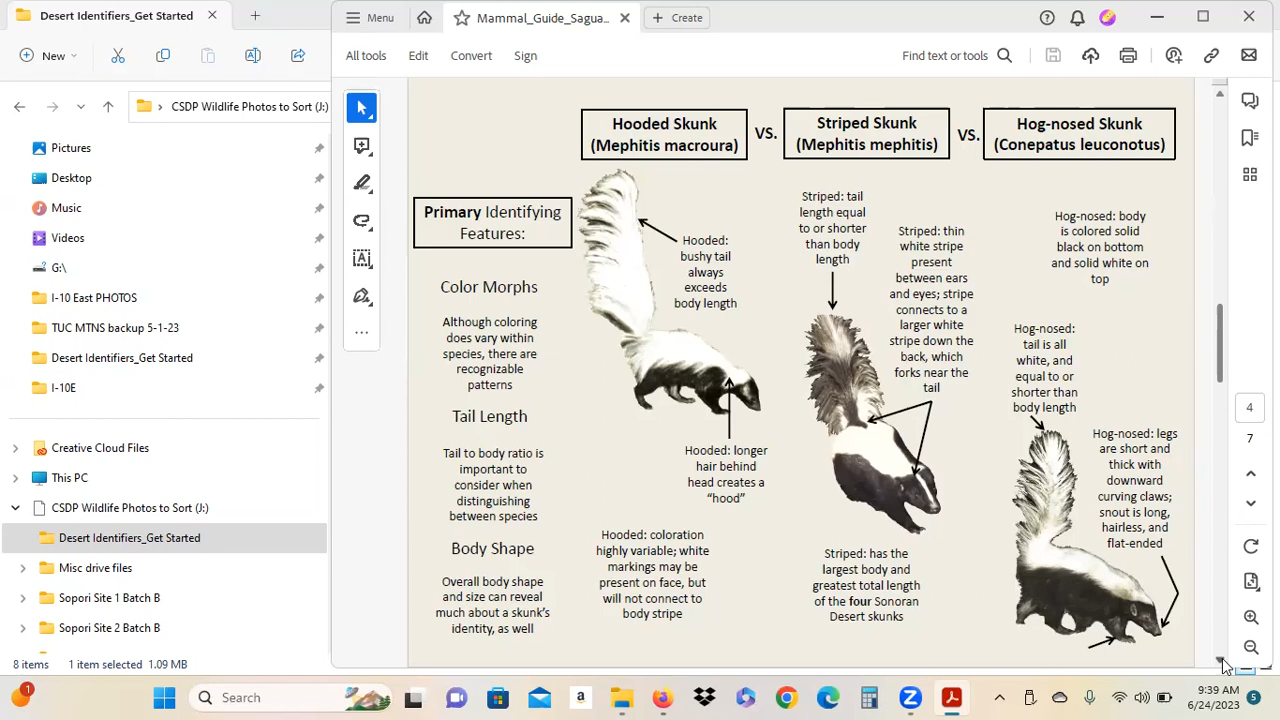 Desert Identifiers_Get Started
New
CSDP Wildlife Photos to Sort (J:)
Pictures
Desktop
Music
Videos
G:\
I-10 East PHOTOS
TUC MTNS backup 5-1-23
Desert Identifiers_Get Started
I-10E
Creative Cloud Files
This PC
CSDP Wildlife Photos to Sort (J:)
Desert Identifiers_Get Started
Misc drive files
Sopori Site 1 Batch B
Sopori Site 2 Batch B
8 items 1 item selected 1.09 MB
Menu
Mammal_Guide_Sagua...
Create
All tools Edit Convert Sign
Find text or tools
Hooded Skunk
(Mephitis macroura)
VS.
Striped Skunk
(Mephitis mephitis)
VS.
Hog-nosed Skunk
(Conepatus leuconotus)
Primary Identifying
Features:
Color Morphs
Although coloring
does vary within
species, there are
recognizable
patterns
Tail Length
Tail to body ratio is
important to
consider when
distinguishing
between species
Body Shape
Overall body shape
and size can reveal
much about a skunk's
identity, as well
Hooded:
bushy tail
always
exceeds
body length
Hooded: longer
hair behind
head creates a
"hood"
Hooded: coloration
highly variable; white
markings may be
present on face, but
will not connect to
body stripe
Striped: tail
length equal
to or shorter
than body
length
Striped: thin
white stripe
present
between ears
and eyes; stripe
connects to a
larger white
stripe down the
back, which
forks near the
tail
Striped: has the
largest body and
greatest total length
of the four Sonoran
Desert skunks
Hog-nosed: body
is colored solid
black on bottom
and solid white on
top
Hog-nosed:
tail is all
white, and
equal to or
shorter than
body length
Hog-nosed: legs
are short and
thick with
downward
curving claws;
snout is long,
hairless, and
flat-ended
4
7
1
Search
a
9:39 AM
6/24/2023
5